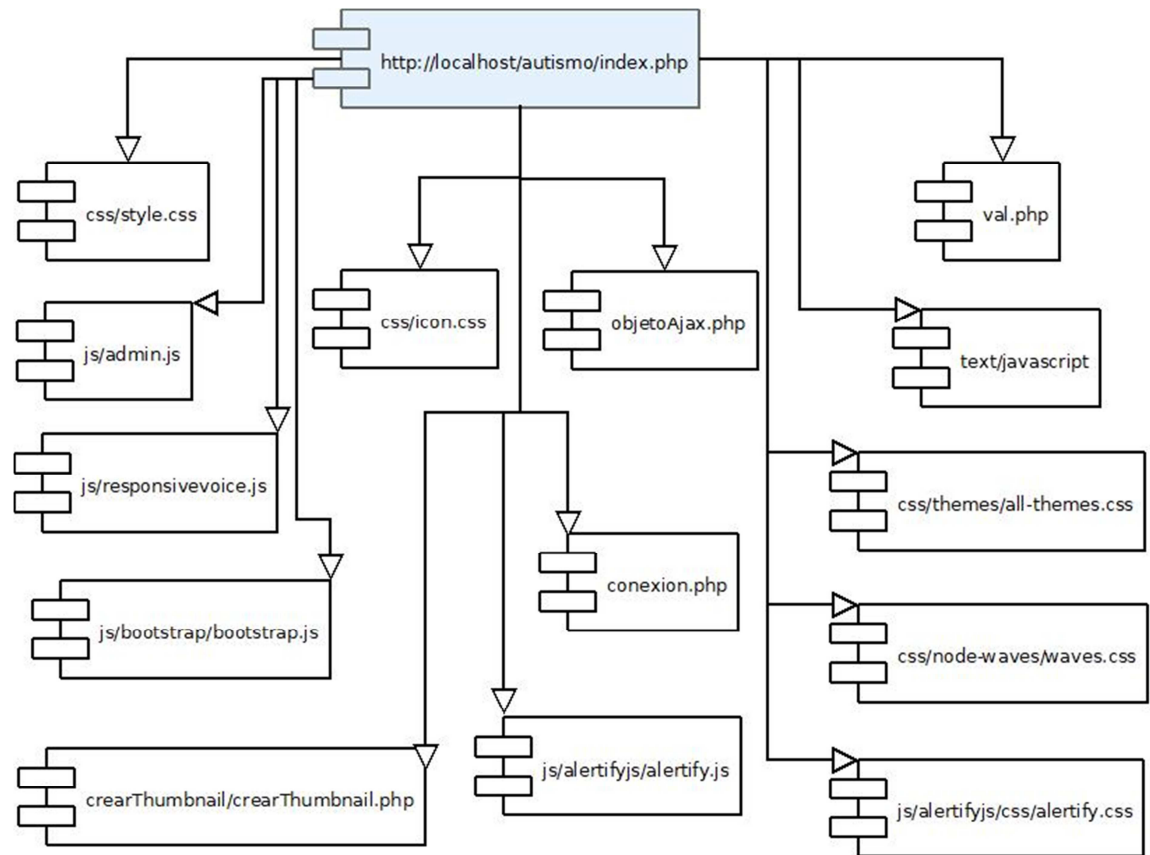 http://localhost/autismo/index.php
css/style.css
val.php
css/icon.css
objetoAjax.php
js/admin.js
text/javascript
js/responsivevoice.js
css/themes/all-themes.css
conexion.php
js/bootstrap/bootstrap.js
css/node-waves/waves.css
js/alertifyjs/alertify.js
crearThumbnail/crearThumbnail.php
js/alertifyjs/css/alertify.css